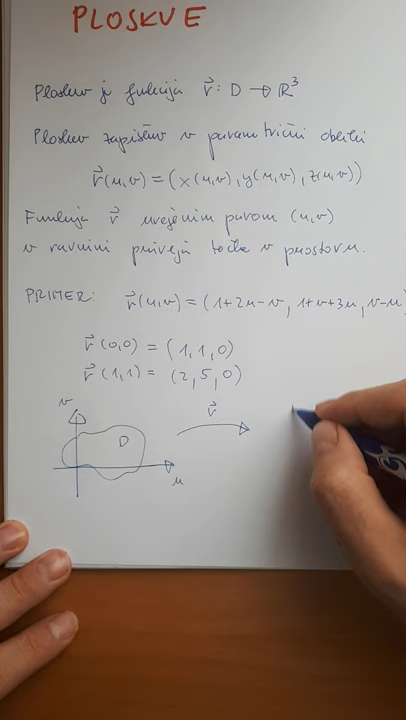 PLOSKVE
Ploskev je funkcija r⃗: D → ℝ³
Ploskev zapišemo v parametrični obliki
r⃗(u,v) = (x(u,v), y(u,v), z(u,v))
Funkcija r⃗ urejenim parom (u,v)
v ravnini priredi točke v prostoru.
PRIMER: r⃗(u,v) = (1+2u-v, 1+v+3u, v-u)
r⃗(0,0) = (1,1,0)
r⃗(1,1) = (2,5,0)
v
D
r⃗
u